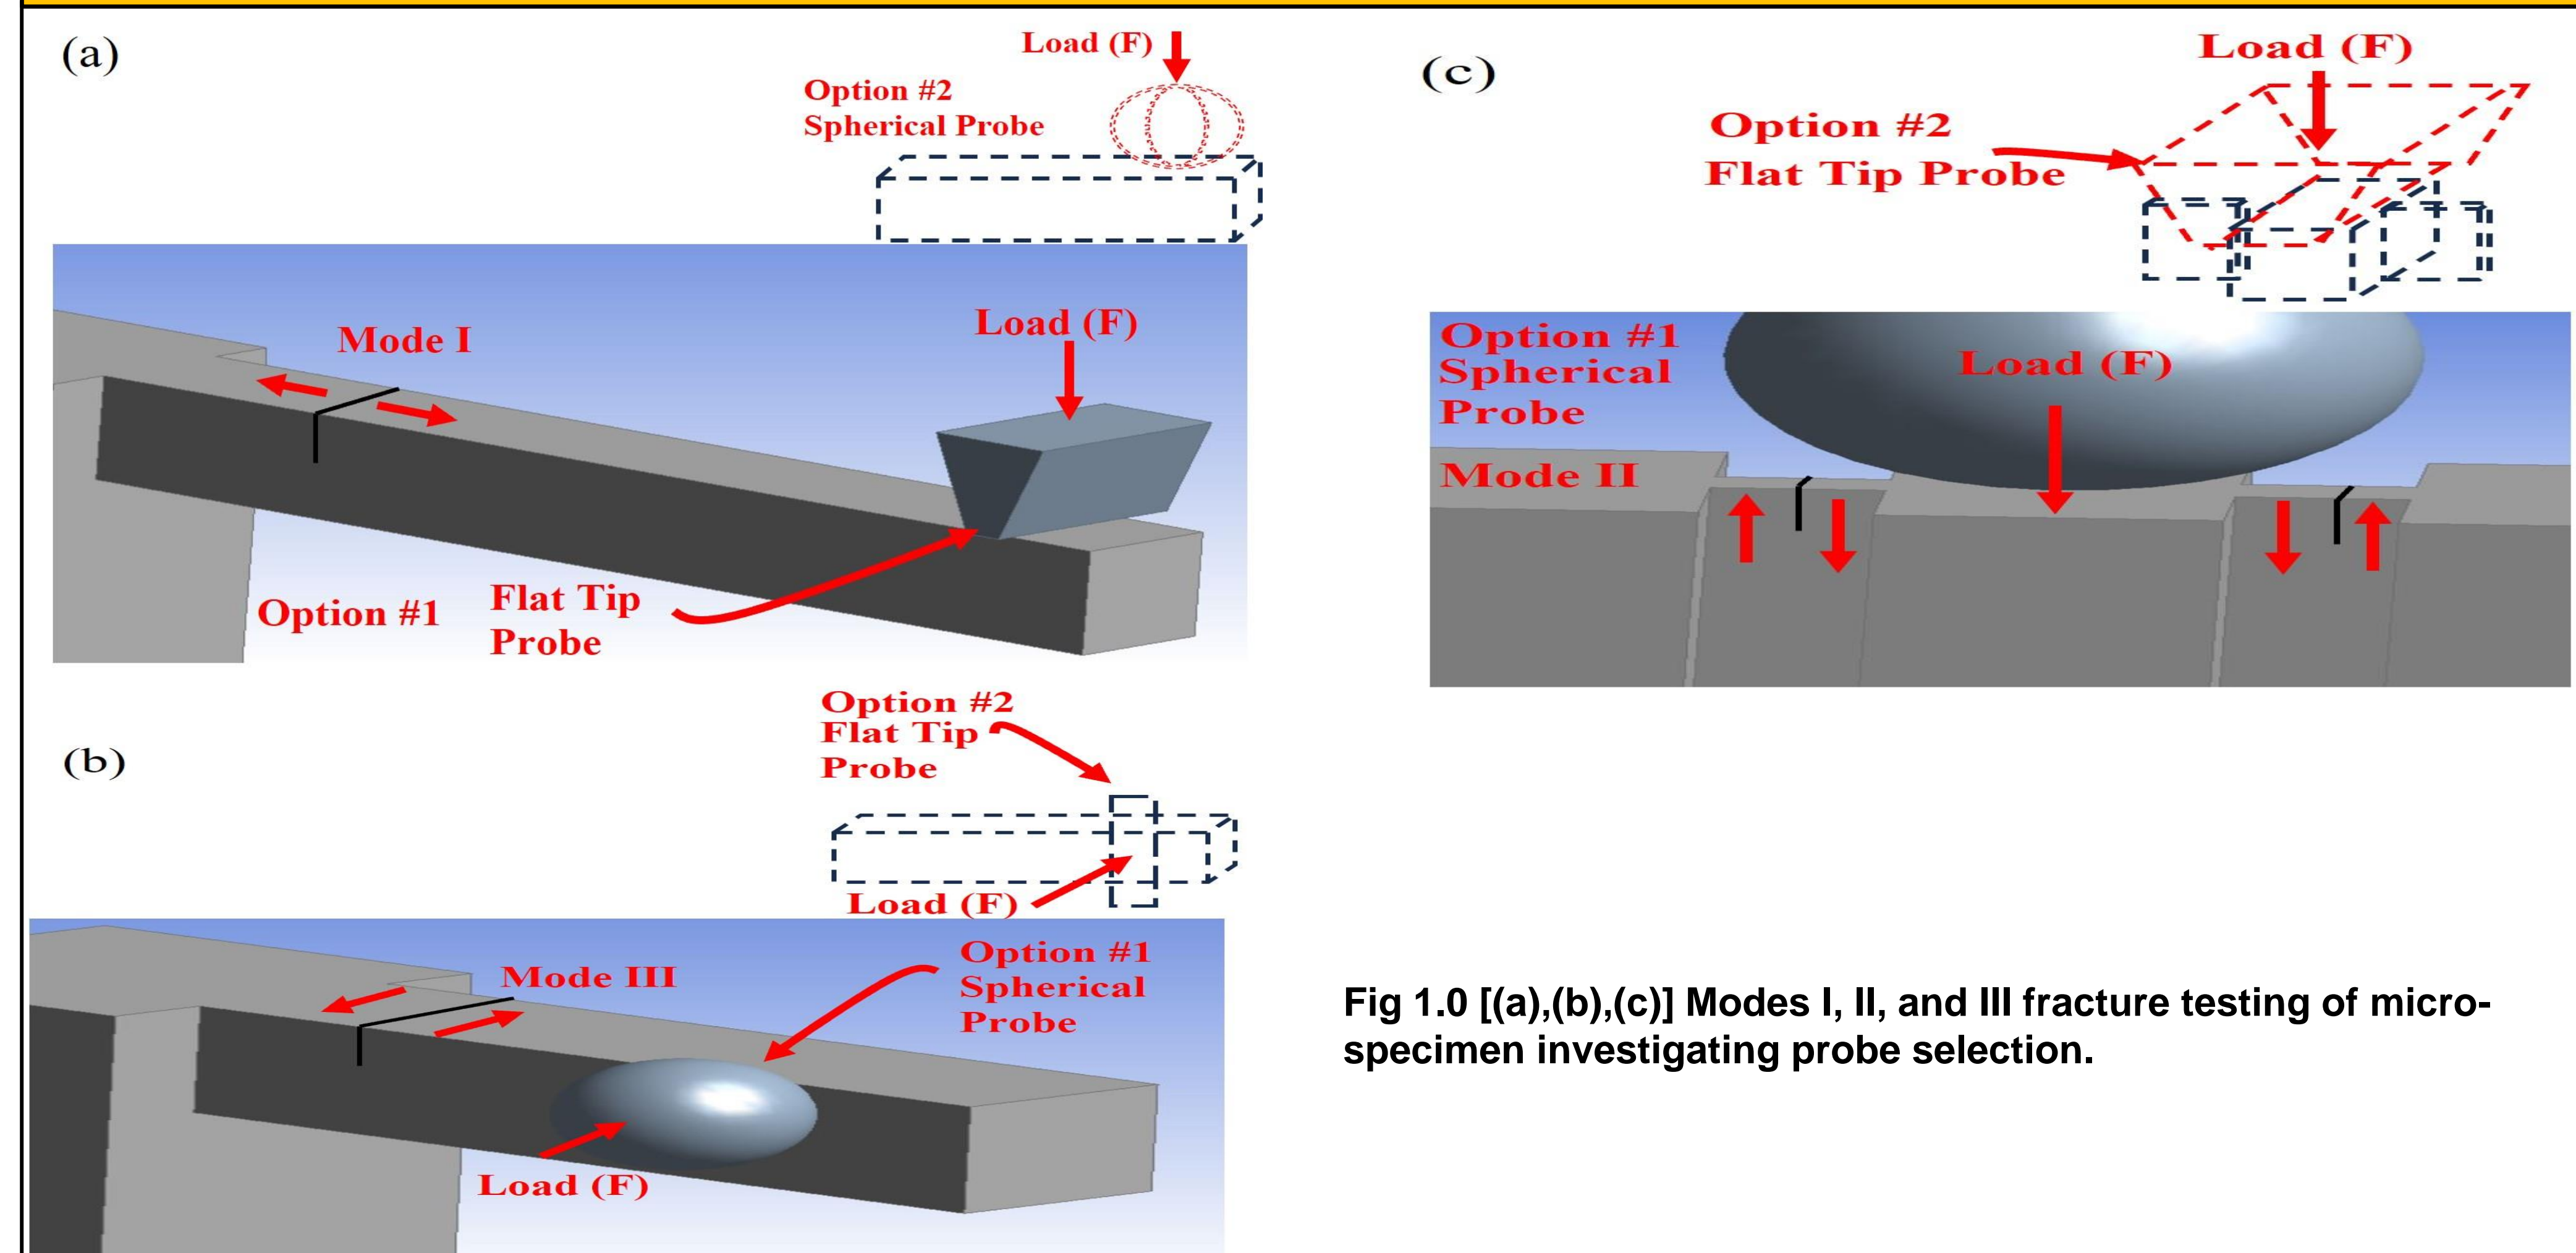 (a)
Load (F)
Option #2
Spherical Probe
Mode I
Load (F)
Option #1
Flat Tip
Probe
(b)
Option #2
Flat Tip
Probe
Load (F)
Mode III
Option #1
Spherical
Probe
Load (F)
(c)
Load (F)
Option #2
Flat Tip Probe
Option #1
Spherical
Probe
Load (F)
Mode II
Fig 1.0 [(a),(b),(c)] Modes I, II, and III fracture testing of micro-
specimen investigating probe selection.